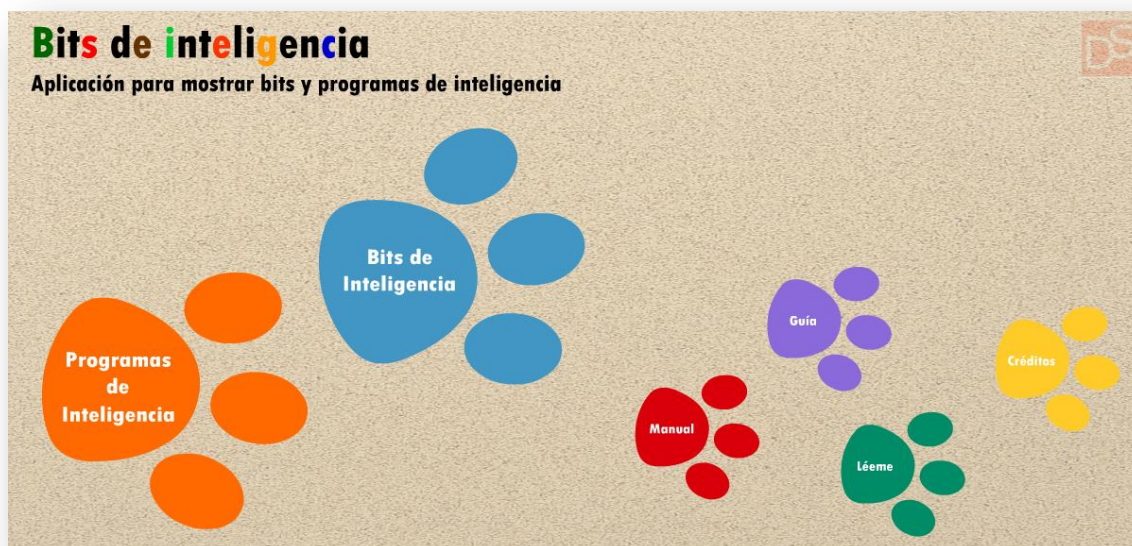 Bits de inteligencia
Aplicación para mostrar bits y programas de inteligencia
DS
Bits de
Inteligencia
Programas
de
Inteligencia
Guía
Créditos
Manual
Léeme